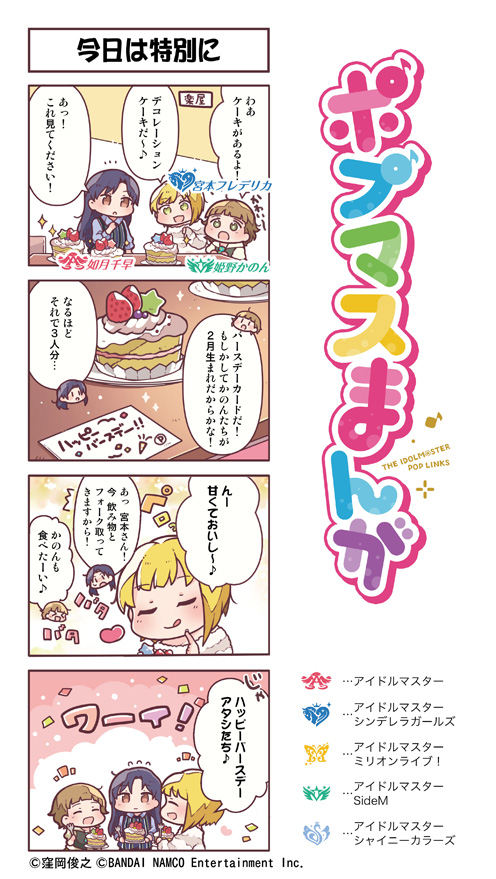 今日は特別に
ポプマスまんが
THE IDOLM@STER
POP LINKS
楽屋
わぁ
ケーキがあるよ!
デコレーション
ケーキだ~♪
あっ!
これ見てください!
わいわい
宮本フレデリカ
如月千早
姫野かのん
バースデーカードだ!
もしかしてかのんたちが
2月生まれだからかな!
なるほど
それで3人分…
ハッピー
バースデー!!
んー
甘くておいし~♪
ペロッ
あっ 宮本さん!
今 飲み物と
フォーク取って
きますから!
かのんも
食べたーい♪
パタ
パタ
じゃ
ハッピーバースデー
アタシたち♪
ワーイ!
…アイドルマスター
…アイドルマスター
シンデレラガールズ
…アイドルマスター
ミリオンライブ!
…アイドルマスター
SideM
…アイドルマスター
シャイニーカラーズ
©窪岡俊之 ©BANDAI NAMCO Entertainment Inc.